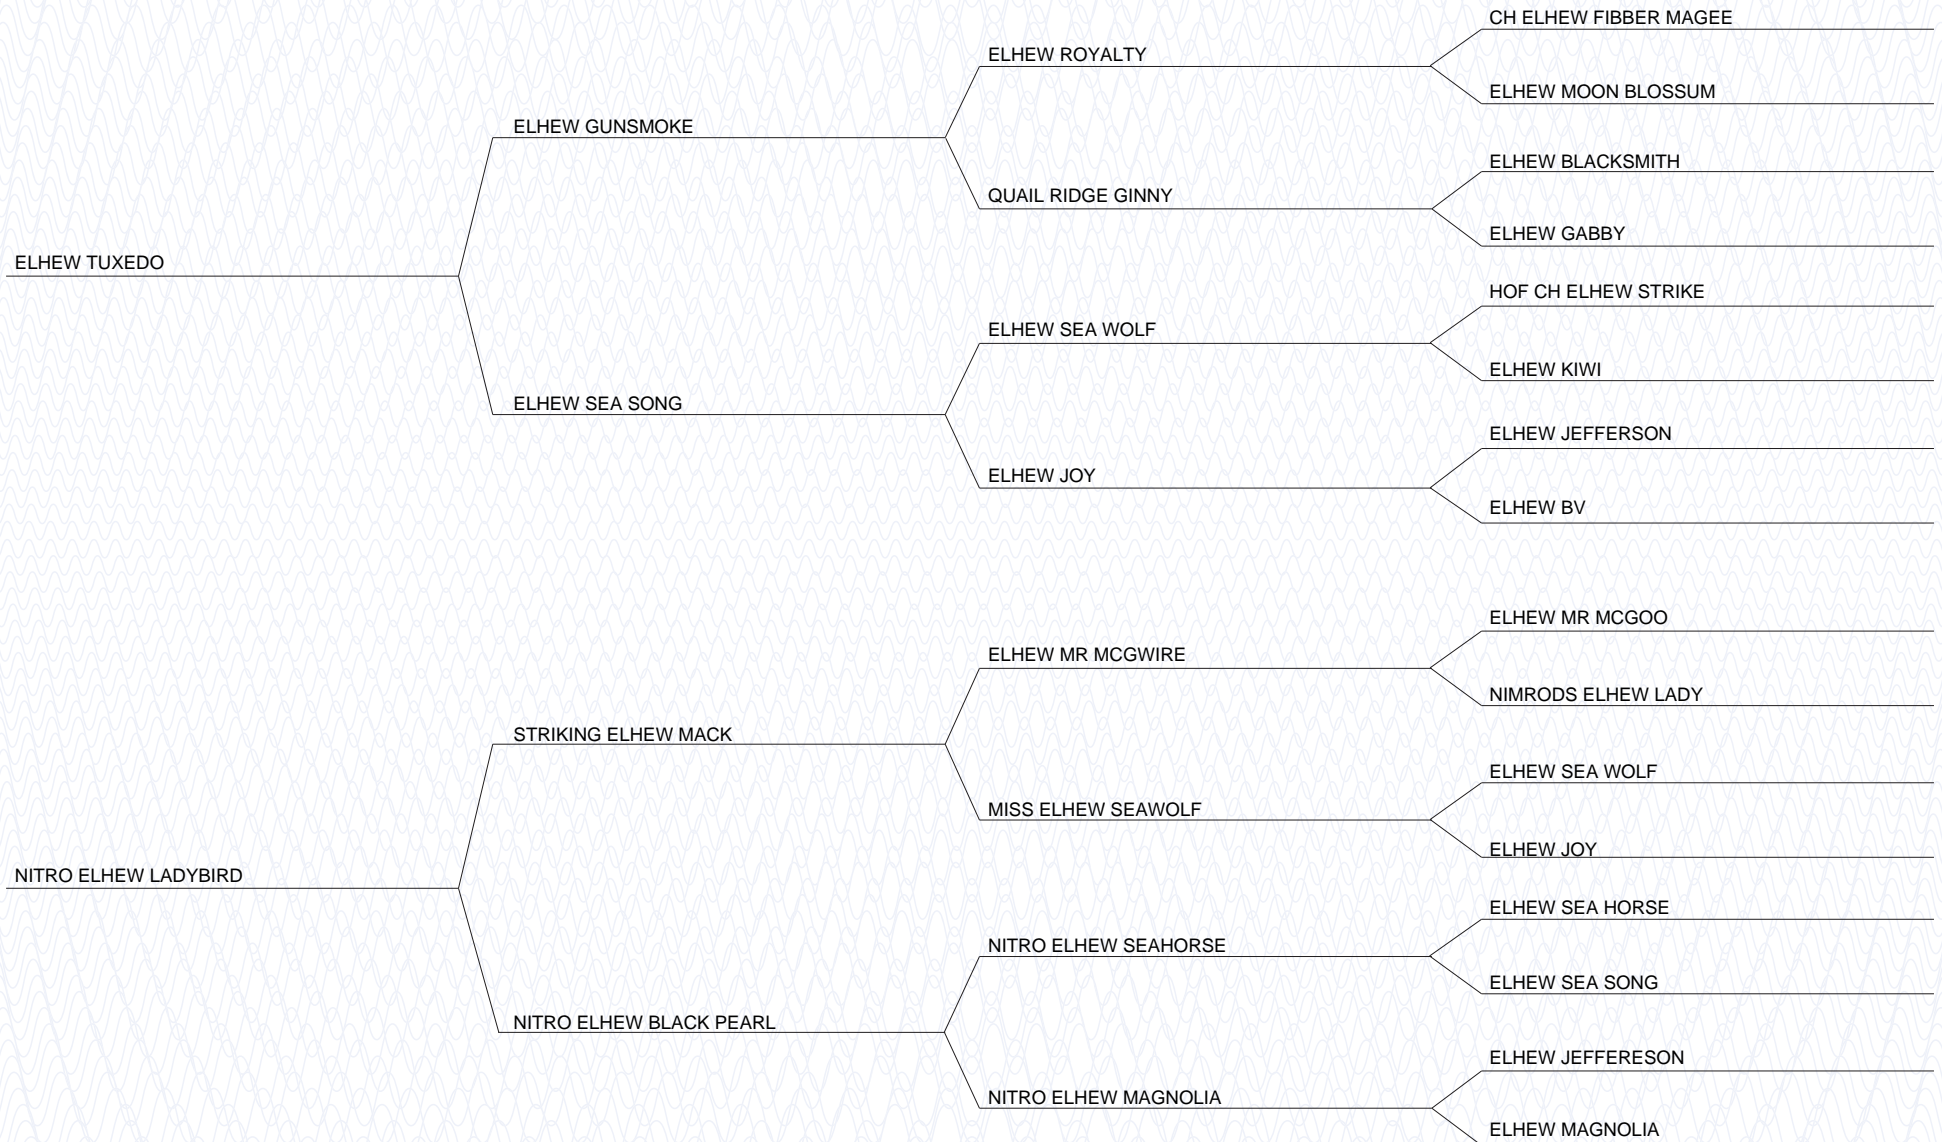 CH ELHEW FIBBER MAGEE
ELHEW ROYALTY
ELHEW MOON BLOSSUM
ELHEW GUNSMOKE
ELHEW BLACKSMITH
QUAIL RIDGE GINNY
ELHEW GABBY
ELHEW TUXEDO
HOF CH ELHEW STRIKE
ELHEW SEA WOLF
ELHEW KIWI
ELHEW SEA SONG
ELHEW JEFFERSON
ELHEW JOY
ELHEW BV
ELHEW MR MCGOO
ELHEW MR MCGWIRE
NIMRODS ELHEW LADY
STRIKING ELHEW MACK
ELHEW SEA WOLF
MISS ELHEW SEAWOLF
ELHEW JOY
NITRO ELHEW LADYBIRD
ELHEW SEA HORSE
NITRO ELHEW SEAHORSE
ELHEW SEA SONG
NITRO ELHEW BLACK PEARL
ELHEW JEFFERESON
NITRO ELHEW MAGNOLIA
ELHEW MAGNOLIA